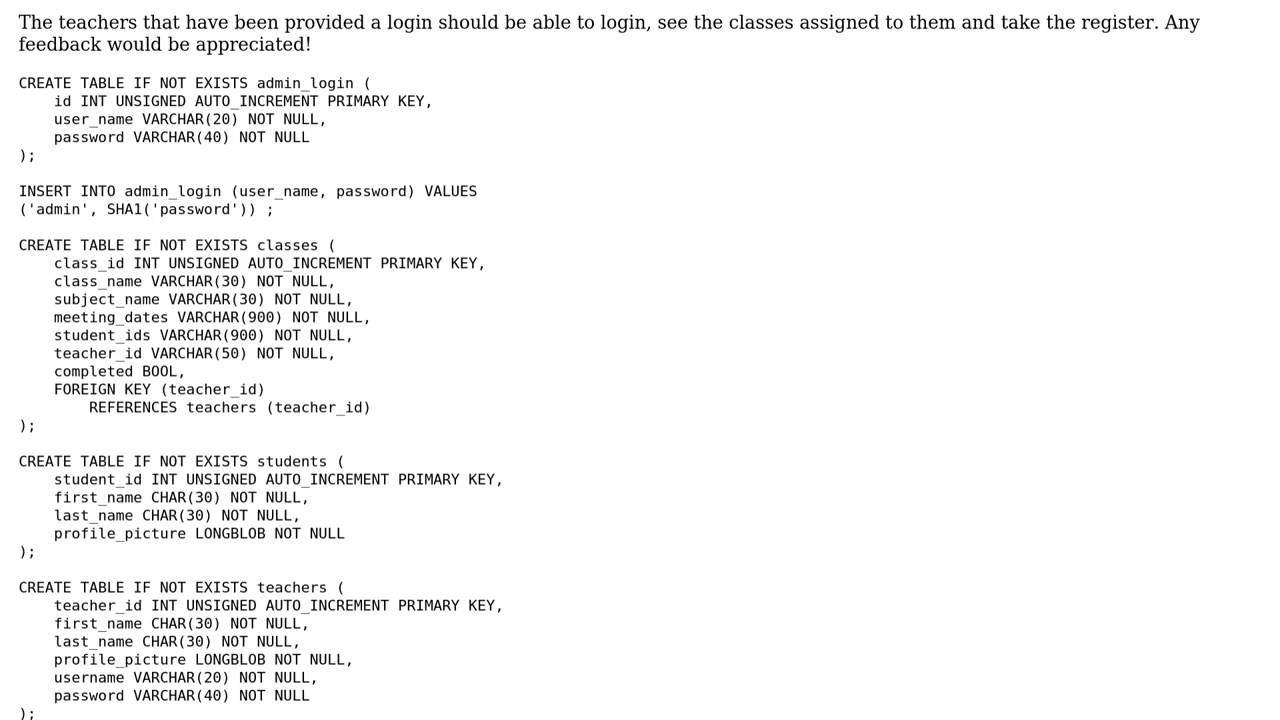 The teachers that have been provided a login should be able to login, see the classes assigned to them and take the register. Any
feedback would be appreciated!
CREATE TABLE IF NOT EXISTS admin_login (
    id INT UNSIGNED AUTO_INCREMENT PRIMARY KEY,
    user_name VARCHAR(20) NOT NULL,
    password VARCHAR(40) NOT NULL
);
INSERT INTO admin_login (user_name, password) VALUES
('admin', SHA1('password')) ;
CREATE TABLE IF NOT EXISTS classes (
    class_id INT UNSIGNED AUTO_INCREMENT PRIMARY KEY,
    class_name VARCHAR(30) NOT NULL,
    subject_name VARCHAR(30) NOT NULL,
    meeting_dates VARCHAR(900) NOT NULL,
    student_ids VARCHAR(900) NOT NULL,
    teacher_id VARCHAR(50) NOT NULL,
    completed BOOL,
    FOREIGN KEY (teacher_id)
        REFERENCES teachers (teacher_id)
);
CREATE TABLE IF NOT EXISTS students (
    student_id INT UNSIGNED AUTO_INCREMENT PRIMARY KEY,
    first_name CHAR(30) NOT NULL,
    last_name CHAR(30) NOT NULL,
    profile_picture LONGBLOB NOT NULL
);
CREATE TABLE IF NOT EXISTS teachers (
    teacher_id INT UNSIGNED AUTO_INCREMENT PRIMARY KEY,
    first_name CHAR(30) NOT NULL,
    last_name CHAR(30) NOT NULL,
    profile_picture LONGBLOB NOT NULL,
    username VARCHAR(20) NOT NULL,
    password VARCHAR(40) NOT NULL
);